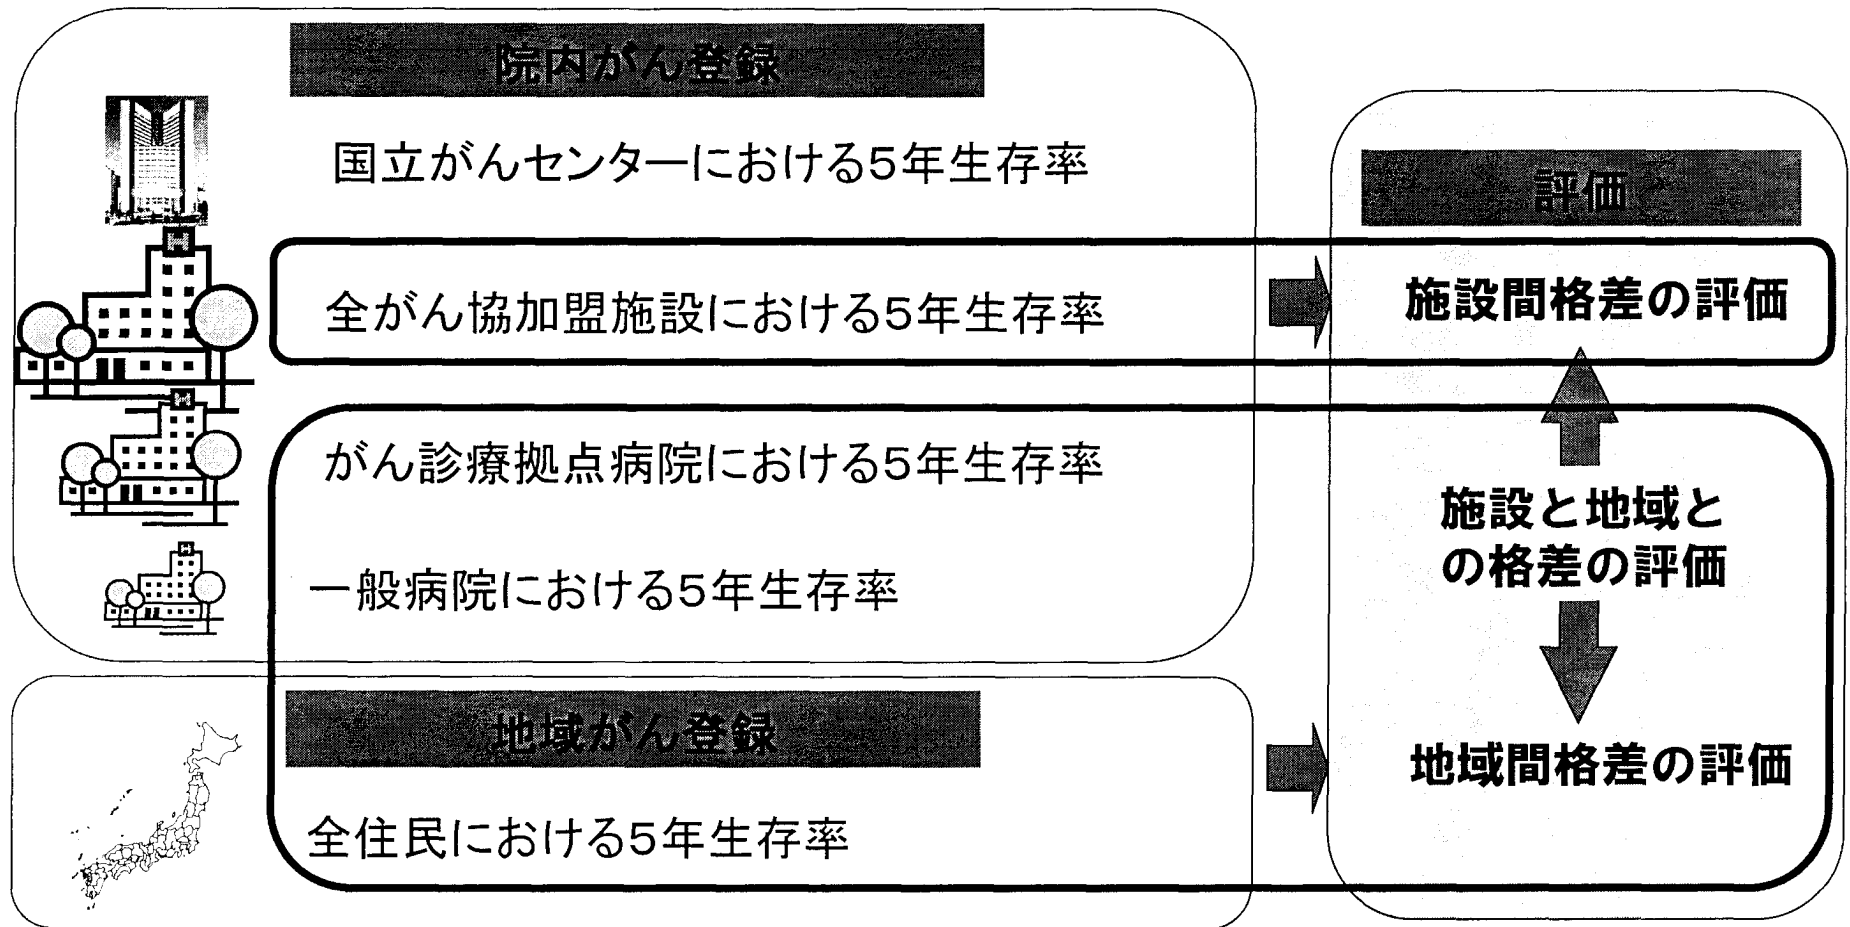 院内がん登録
国立がんセンターにおける5年生存率
全がん協加盟施設における5年生存率
がん診療拠点病院における5年生存率
一般病院における5年生存率
地域がん登録
全住民における5年生存率
評価
施設間格差の評価
施設と地域と
の格差の評価
地域間格差の評価
H
H
H